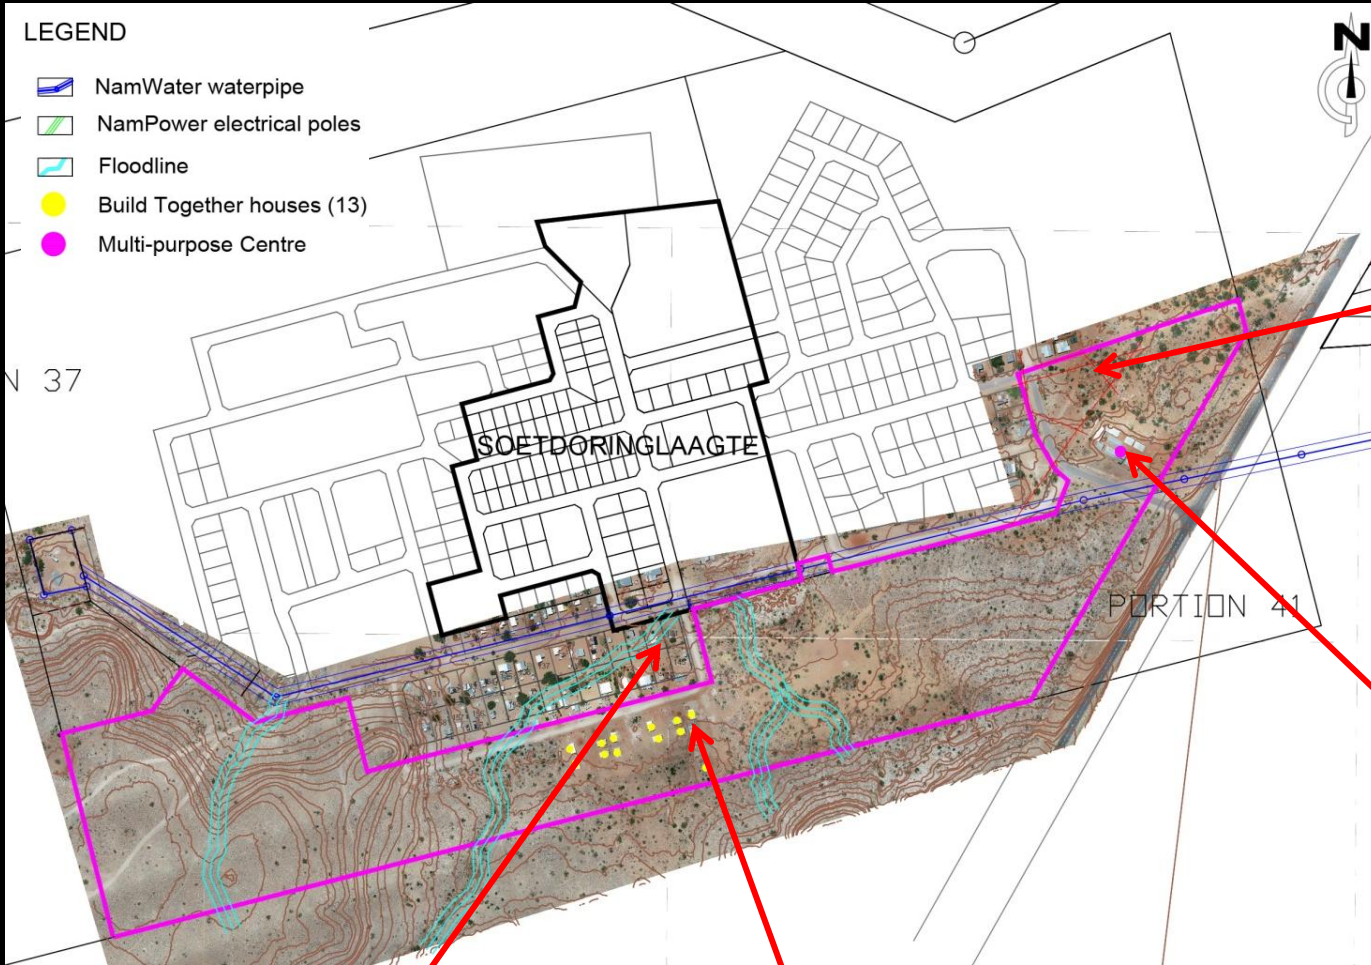 LEGEND
NamWater waterpipe
NamPower electrical poles
Floodline
Build Together houses (13)
Multi-purpose Centre
N
N 37
SOETDORINGLAAGTE
PORTION 41